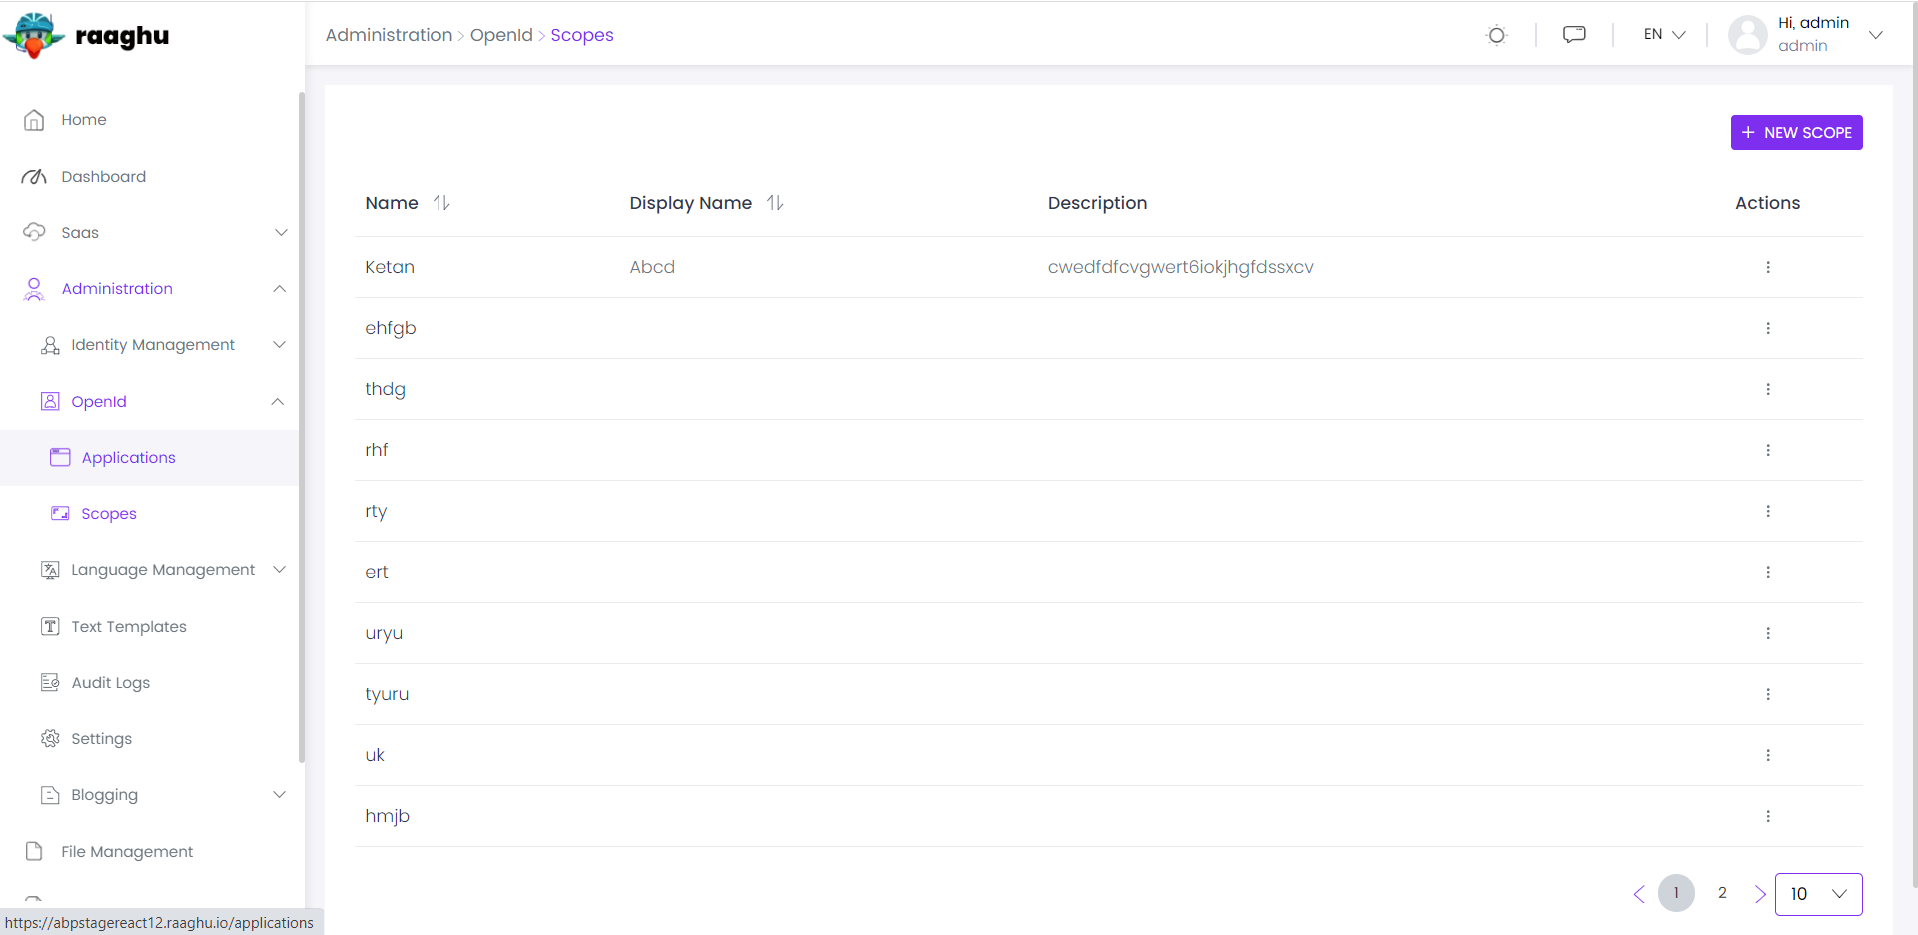 raaghu
Administration > OpenId > Scopes
EN
Hi, admin
admin
Home
Dashboard
Saas
Administration
Identity Management
OpenId
Applications
Scopes
Language Management
Text Templates
Audit Logs
Settings
Blogging
File Management
https://abpstagereact12.raaghu.io/applications
+ NEW SCOPE
Name Display Name Description Actions
Ketan Abcd cwedfdfcvgwert6iokjhgfdssxcv
ehfgb
thdg
rhf
rty
ert
uryu
tyuru
uk
hmjb
1 2 10